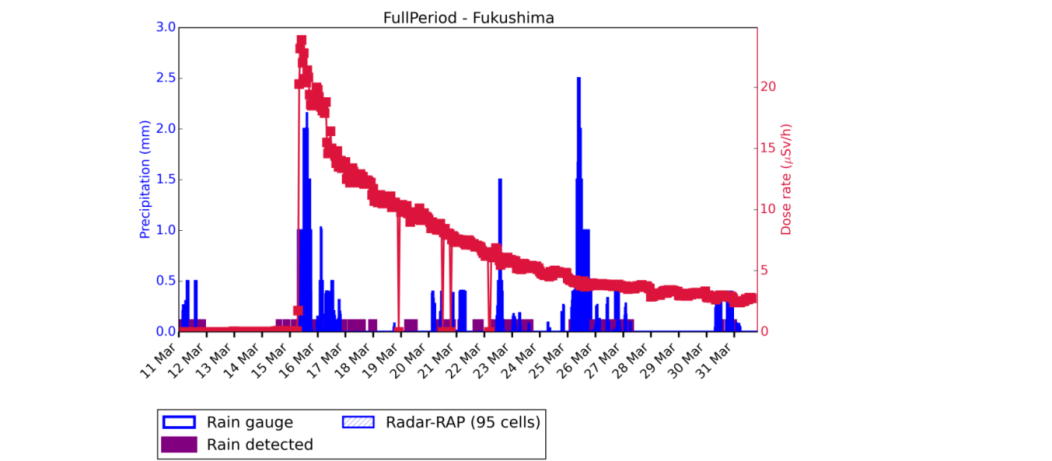 FullPeriod - Fukushima
3.0
2.5
2.0
1.5
1.0
0.5
0.0
Precipitation (mm)
20
15
10
5
0
Dose rate (μSv/h)
11 Mar
12 Mar
13 Mar
14 Mar
15 Mar
16 Mar
17 Mar
18 Mar
19 Mar
20 Mar
21 Mar
22 Mar
23 Mar
24 Mar
25 Mar
26 Mar
27 Mar
28 Mar
29 Mar
30 Mar
31 Mar
Rain gauge
Radar-RAP (95 cells)
Rain detected